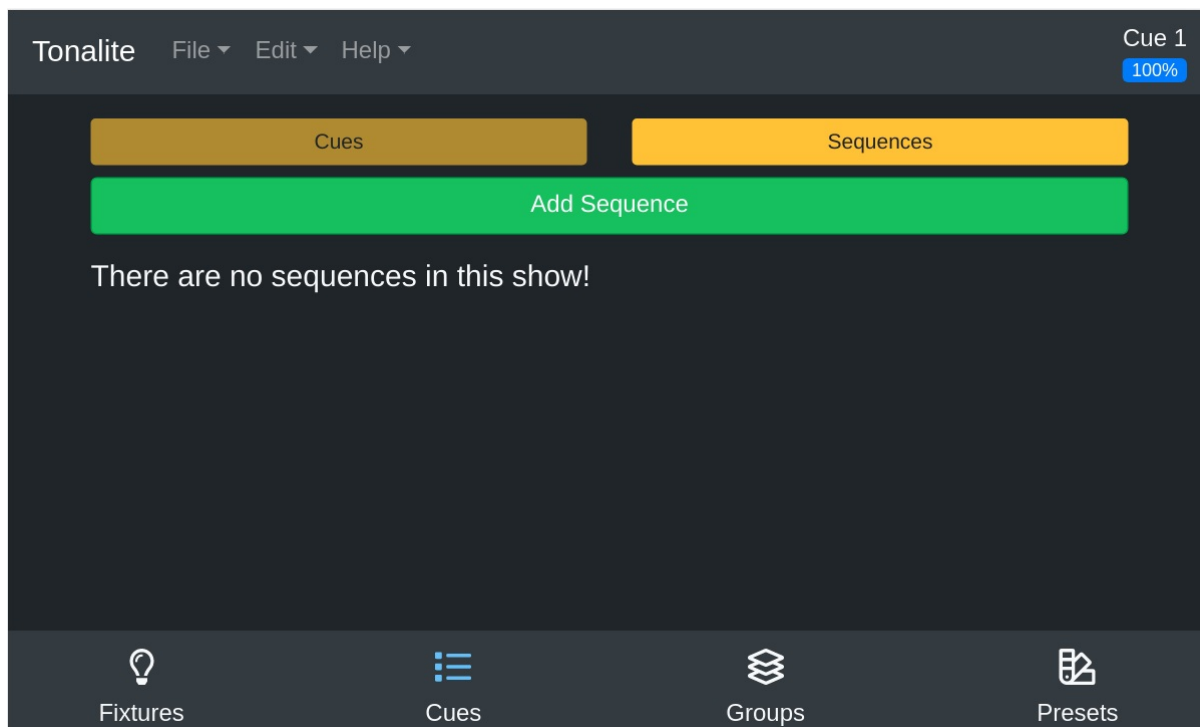 Tonalite File Edit Help Cue 1
100%
Cues Sequences
Add Sequence
There are no sequences in this show!
Fixtures Cues Groups Presets